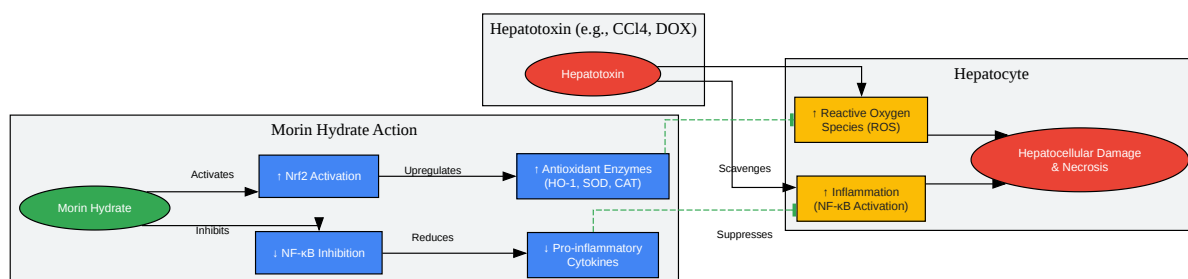 Hepatotoxin (e.g., CCl4, DOX)
Hepatotoxin
Hepatocyte
↑ Reactive Oxygen
Species (ROS)
Hepatocellular Damage
& Necrosis
↑ Inflammation
(NF-κB Activation)
Morin Hydrate Action
Morin Hydrate
Activates
↑ Nrf2 Activation
Upregulates
↑ Antioxidant Enzymes
(HO-1, SOD, CAT)
Scavenges
Inhibits
↓ NF-κB Inhibition
Reduces
↓ Pro-inflammatory
Cytokines
Suppresses